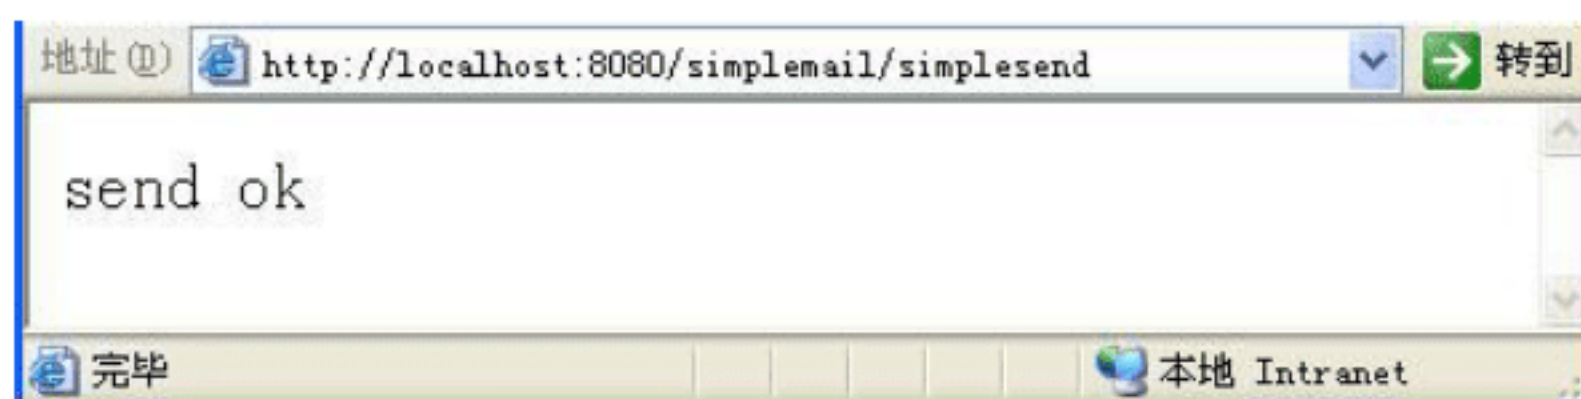 地址(D) http://localhost:8080/simplemail/simplesend 转到
send ok
完毕 本地 Intranet